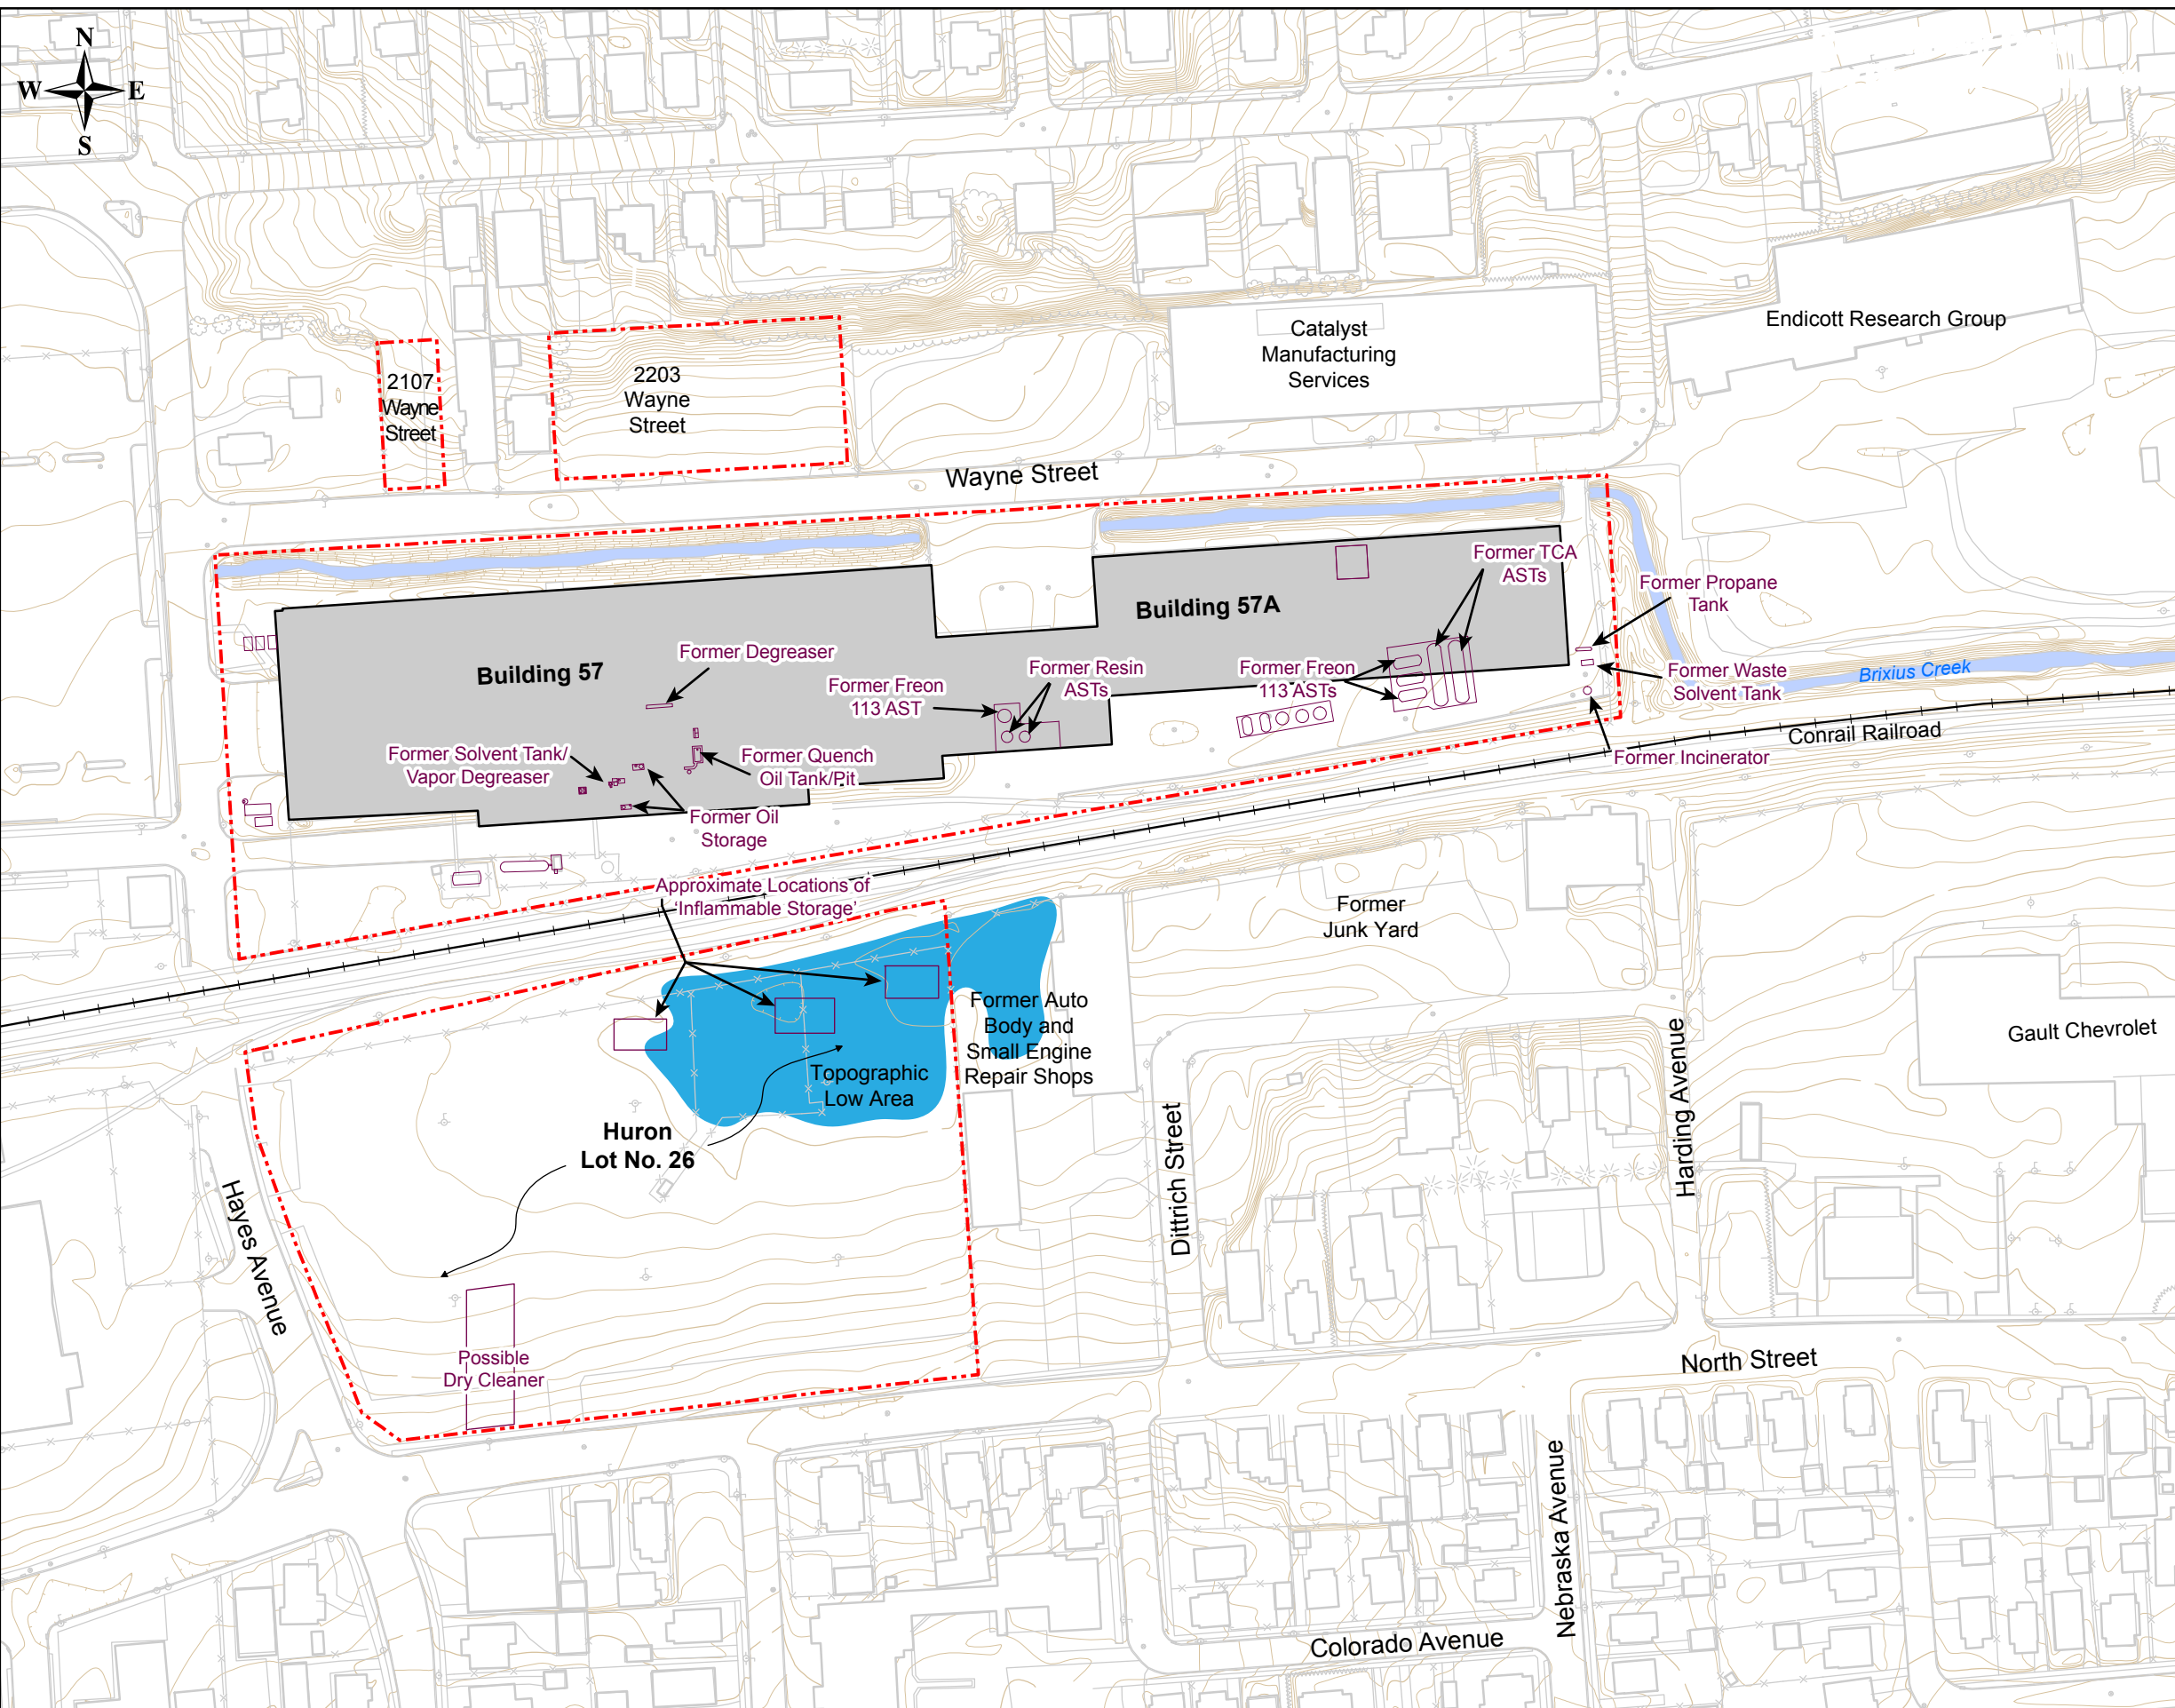 N
W E
S
Endicott Research Group
Catalyst
Manufacturing
Services
2107
Wayne
Street
2203
Wayne
Street
Wayne Street
Former TCA
ASTs
Former Propane
Tank
Building 57A
Former Degreaser
Building 57
Former Resin
ASTs
Former Freon
113 ASTs
Former Waste
Solvent Tank
Brixius Creek
Former Freon
113 AST
Conrail Railroad
Former Solvent Tank/
Vapor Degreaser
Former Quench
Oil Tank/Pit
Former Incinerator
Former Oil
Storage
Approximate Locations of
'Inflammable Storage'
Former
Junk Yard
Former Auto
Body and
Small Engine
Repair Shops
Gault Chevrolet
Topographic
Low Area
Huron
Lot No. 26
Dittrich Street
Harding Avenue
Hayes Avenue
Possible
Dry Cleaner
North Street
Nebraska Avenue
Colorado Avenue